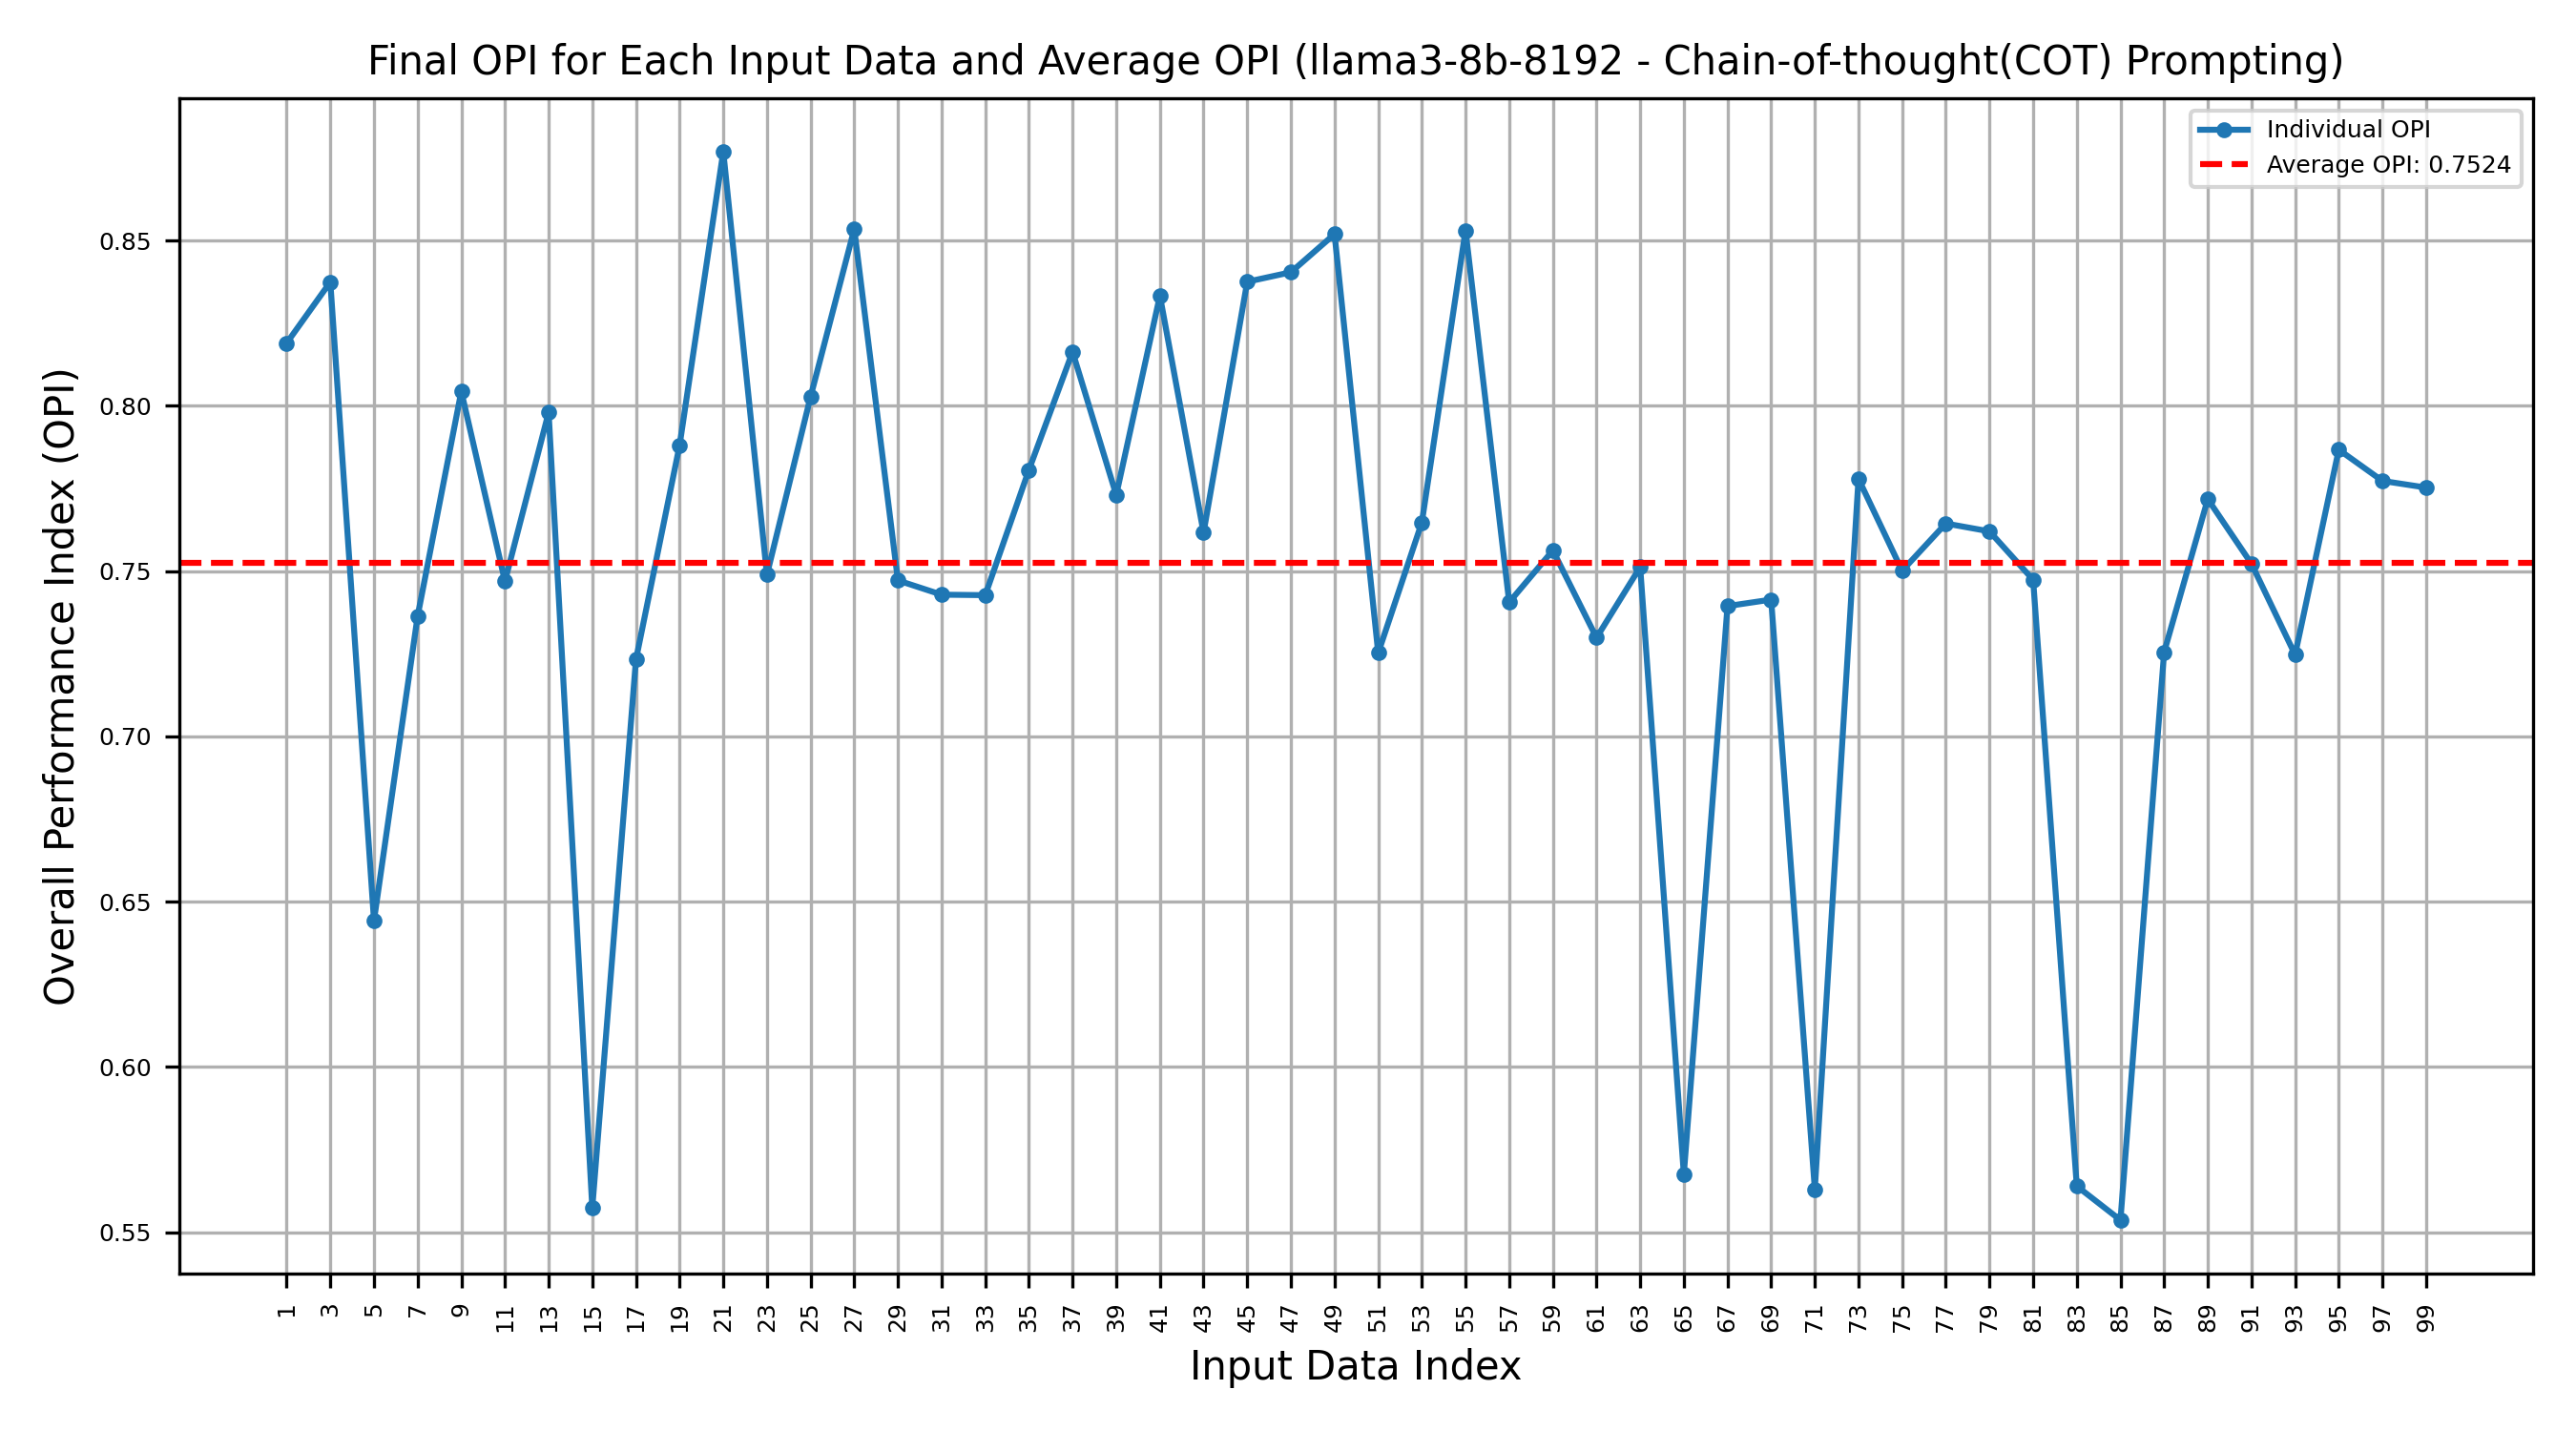 Final OPI for Each Input Data and Average OPI (llama3-8b-8192 - Chain-of-thought(COT) Prompting)
Individual OPI
Average OPI: 0.7524
Overall Performance Index (OPI)
0.85
0.80
0.75
0.70
0.65
0.60
0.55
1 3 5 7 9 11 13 15 17 19 21 23 25 27 29 31 33 35 37 39 41 43 45 47 49 51 53 55 57 59 61 63 65 67 69 71 73 75 77 79 81 83 85 87 89 91 93 95 97 99
Input Data Index